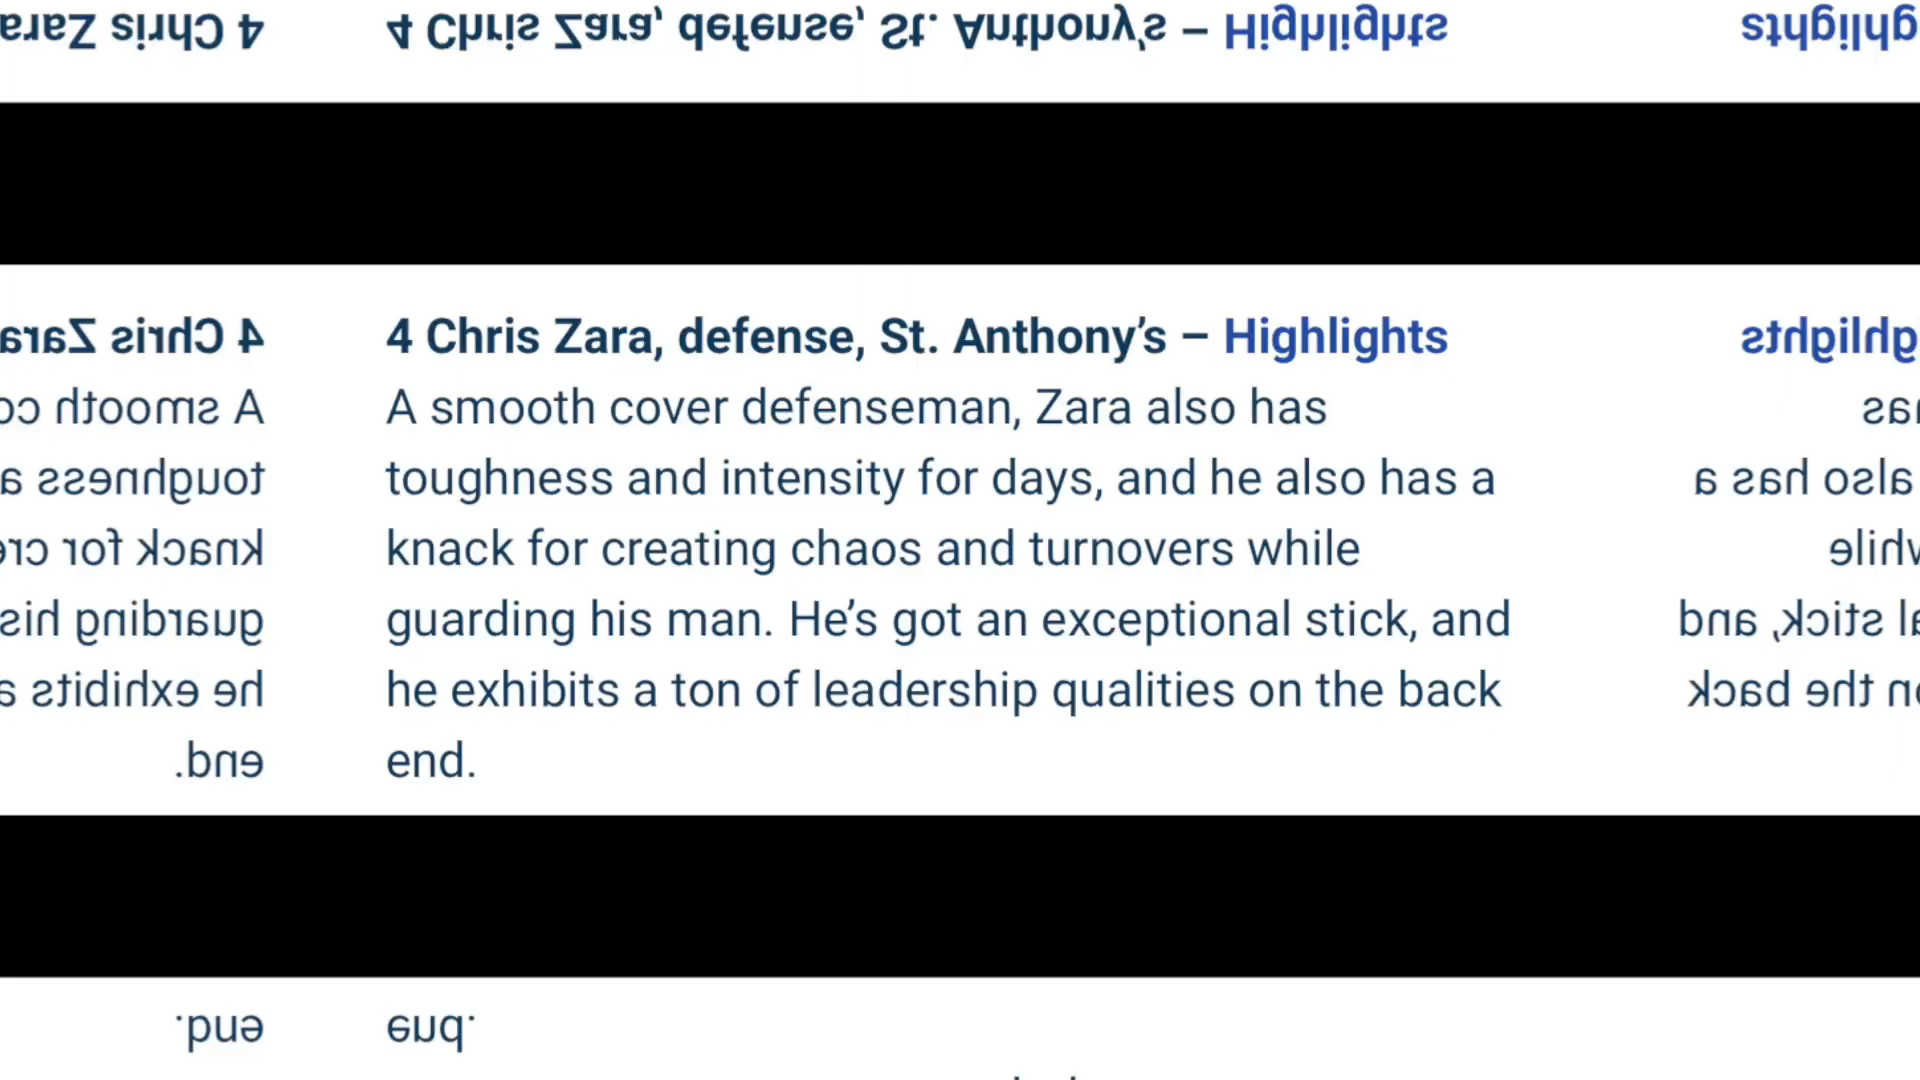 4 Chris Zara, defense, St. Anthony’s – Highlights
A smooth cover defenseman, Zara also has
toughness and intensity for days, and he also has a
knack for creating chaos and turnovers while
guarding his man. He’s got an exceptional stick, and
he exhibits a ton of leadership qualities on the back
end.